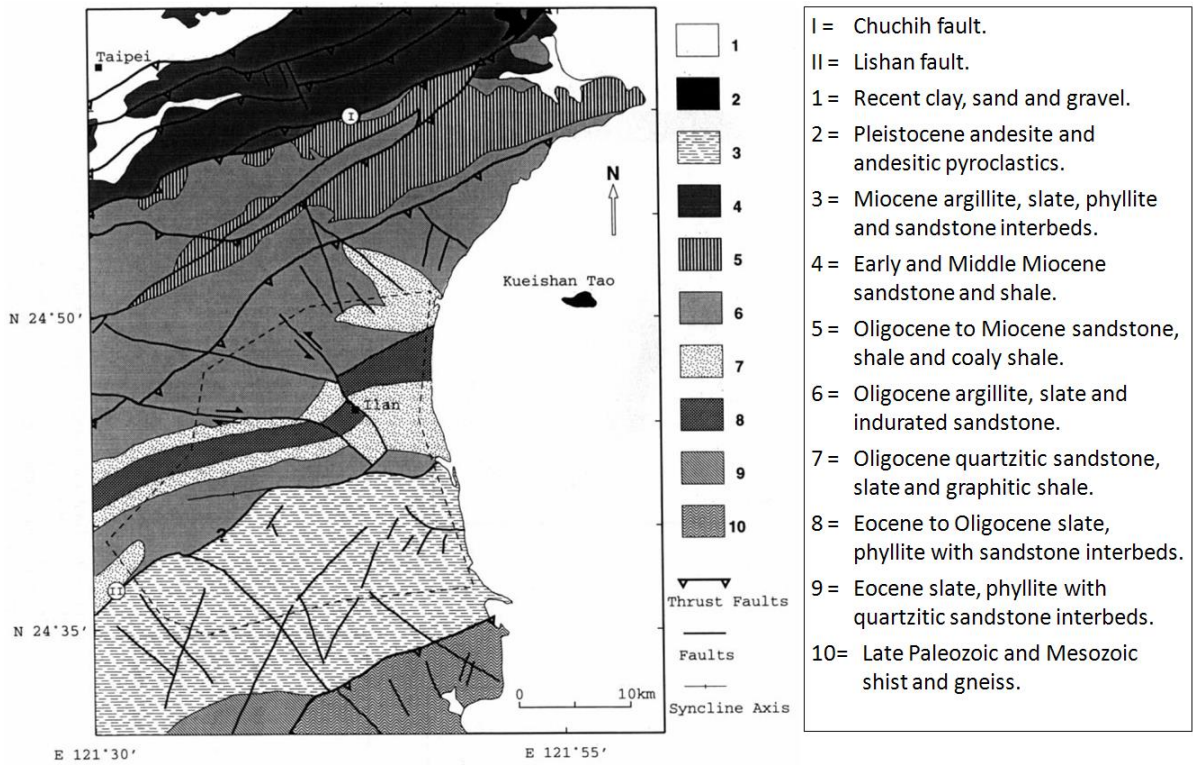 Taipei
I
N
Kueishan Tao
N 24°50'
Ilan
?
II
N 24°35'
0 10km
E 121°30'
E 121°55'
1
2
3
4
5
6
7
8
9
10
Thrust Faults
Faults
Syncline Axis
I = Chuchih fault.
II = Lishan fault.
1 = Recent clay, sand and gravel.
2 = Pleistocene andesite and
andesitic pyroclastics.
3 = Miocene argillite, slate, phyllite
and sandstone interbeds.
4 = Early and Middle Miocene
sandstone and shale.
5 = Oligocene to Miocene sandstone,
shale and coaly shale.
6 = Oligocene argillite, slate and
indurated sandstone.
7 = Oligocene quartzitic sandstone,
slate and graphitic shale.
8 = Eocene to Oligocene slate,
phyllite with sandstone interbeds.
9 = Eocene slate, phyllite with
quartzitic sandstone interbeds.
10= Late Paleozoic and Mesozoic
shist and gneiss.